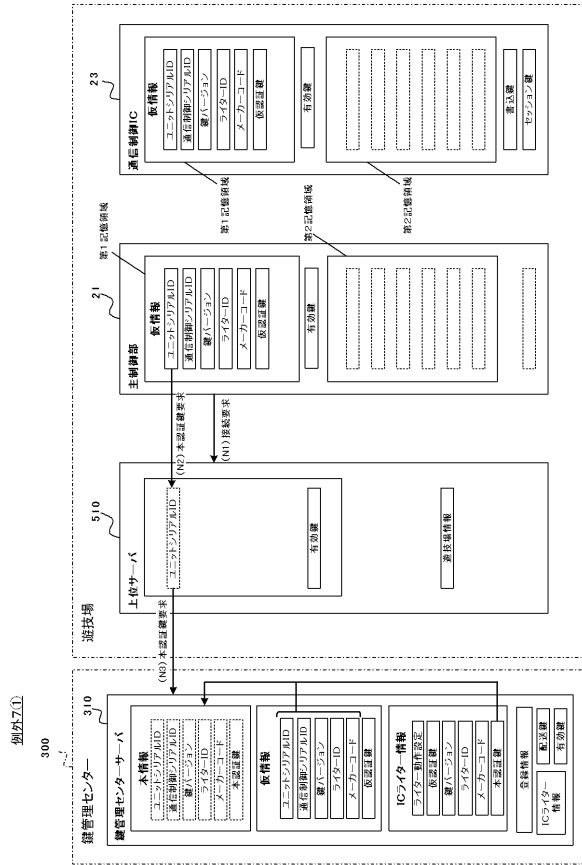 例外7①
300
鍵管理センター
310
鍵管理センター サーバ
本情報
ユニットシリアルID
通信制御シリアルID
鍵バージョン
ライターID
メーカーコード
本認証鍵
仮情報
ユニットシリアルID
通信制御シリアルID
鍵バージョン
ライターID
メーカーコード
仮認証鍵
ICライター情報
ライター動作設定
仮認証鍵
鍵バージョン
ライターID
メーカーコード
本認証鍵
登録情報
ICライター
情報
配送鍵
有効鍵
(N3)本認証鍵要求
遊技場
510
上位サーバ
ユニットシリアルID
有効鍵
遊技場情報
(N2)本認証鍵要求
(N1)接続要求
21
主制御部
第1記憶領域
仮情報
ユニットシリアルID
通信制御シリアルID
鍵バージョン
ライターID
メーカーコード
仮認証鍵
有効鍵
第2記憶領域
23
通信制御IC
第1記憶領域
仮情報
ユニットシリアルID
通信制御シリアルID
鍵バージョン
ライターID
メーカーコード
仮認証鍵
有効鍵
第2記憶領域
書込鍵
セッション鍵